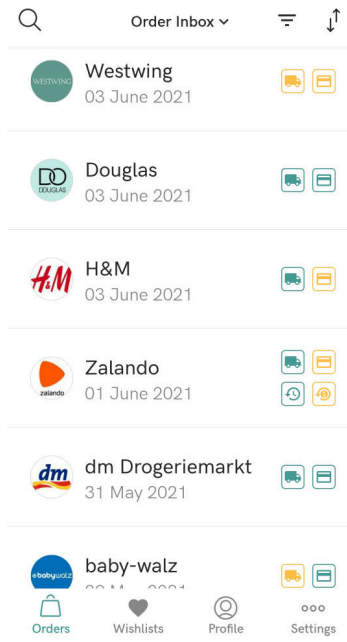 Order Inbox
WESTWING
Westwing
03 June 2021
DOUGLAS
Douglas
03 June 2021
H&M
H&M
03 June 2021
zalando
Zalando
01 June 2021
dm
dm Drogeriemarkt
31 May 2021
babywalz
baby-walz
Orders
Wishlists
Profile
Settings